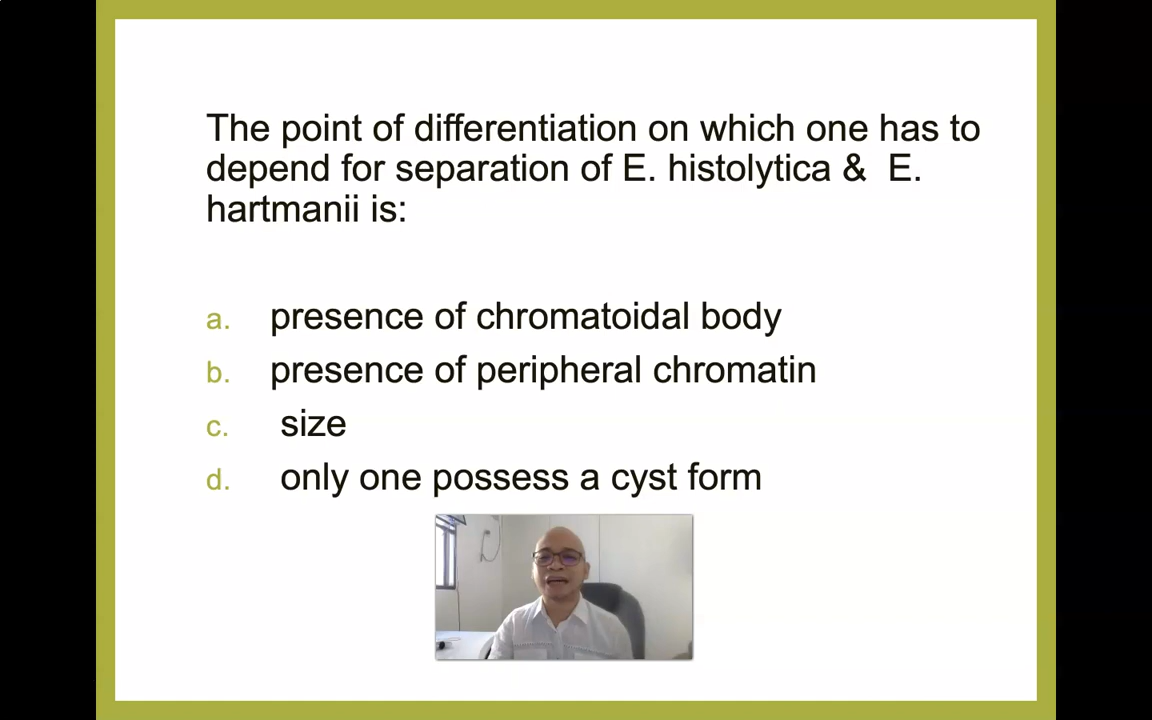 The point of differentiation on which one has to
depend for separation of E. histolytica &  E.
hartmanii is:
a. presence of chromatoidal body
b. presence of peripheral chromatin
c. size
d. only one possess a cyst form